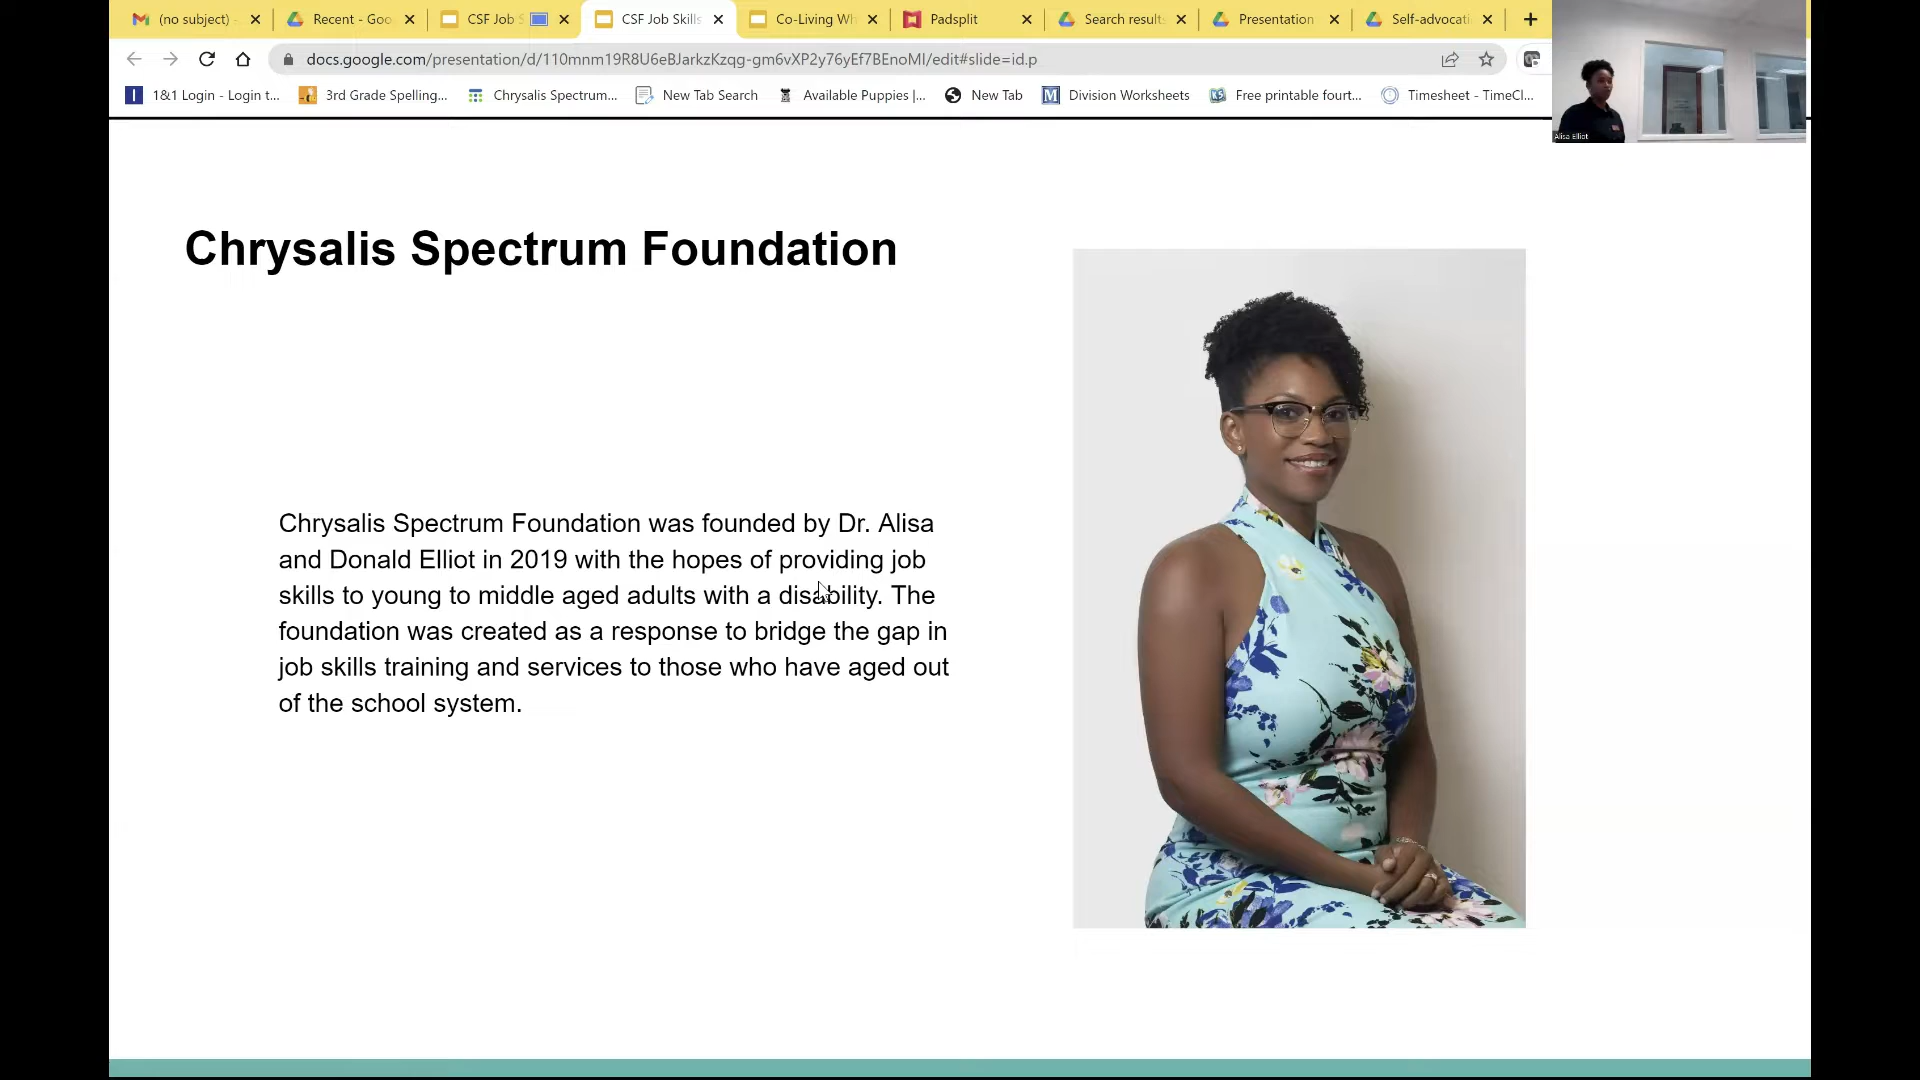 (no subject) -
Recent - Goo
CSF Job S
CSF Job Skills
Co-Living Wh
Padsplit
Search results
Presentation
Self-advocati
docs.google.com/presentation/d/110mnm19R8U6eBJarkzKzqg-gm6vXP2y76yEf7BEnoMI/edit#slide=id.p
1&1 Login - Login t...
3rd Grade Spelling...
Chrysalis Spectrum...
New Tab Search
Available Puppies |...
New Tab
Division Worksheets
Free printable fourt...
Timesheet - TimeCl...
Alisa Elliot
Chrysalis Spectrum Foundation
Chrysalis Spectrum Foundation was founded by Dr. Alisa
and Donald Elliot in 2019 with the hopes of providing job
skills to young to middle aged adults with a disability. The
foundation was created as a response to bridge the gap in
job skills training and services to those who have aged out
of the school system.